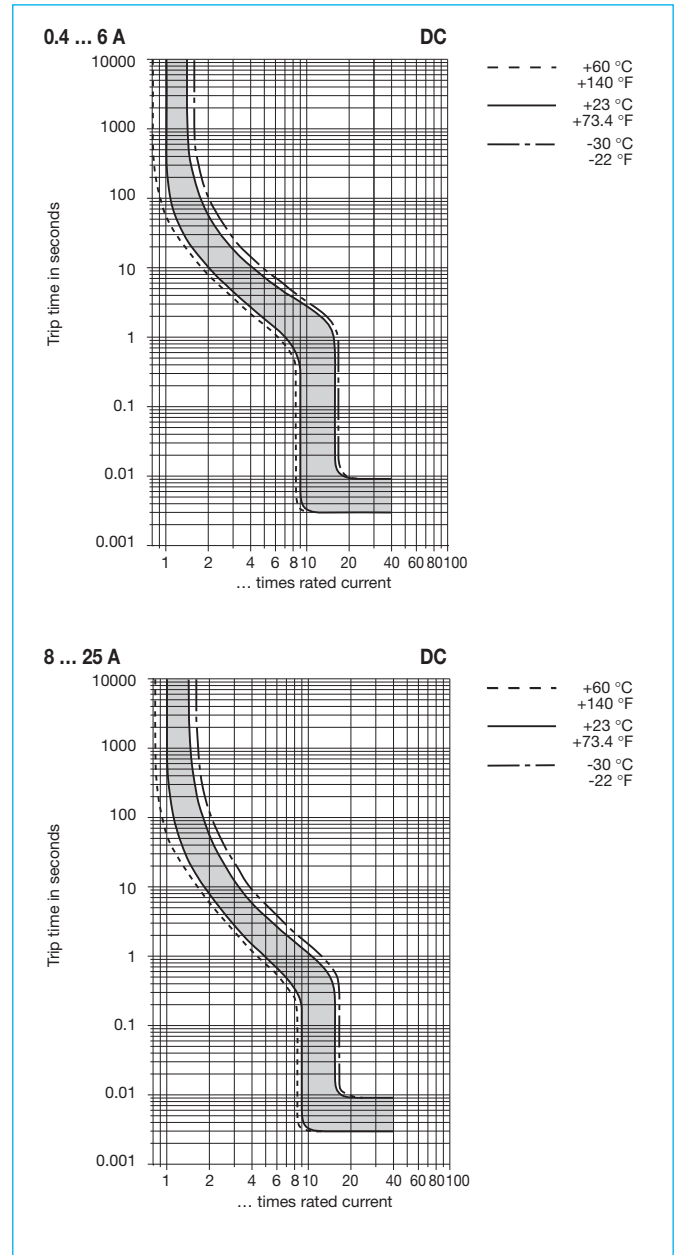 0.4 ... 6 A DC
10000
1000
100
10
1
0.1
0.01
0.001
Trip time in seconds
1 2 4 6 8 10 20 40 60 80 100
... times rated current
+60 °C
+140 °F
+23 °C
+73.4 °F
-30 °C
-22 °F
8 ... 25 A DC
10000
1000
100
10
1
0.1
0.01
0.001
Trip time in seconds
1 2 4 6 8 10 20 40 60 80 100
... times rated current
+60 °C
+140 °F
+23 °C
+73.4 °F
-30 °C
-22 °F